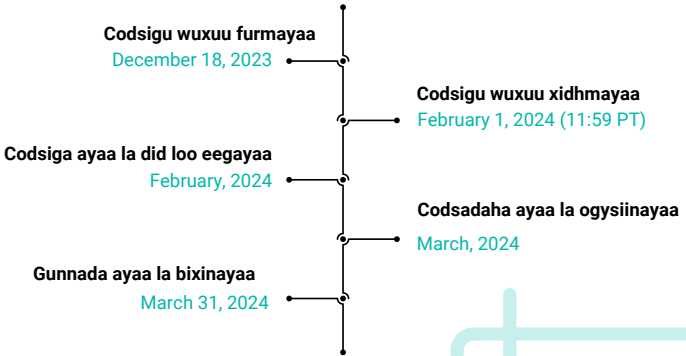 Codsigu wuxuu furmayaa
December 18, 2023
Codsigu wuxuu xidhmayaa
February 1, 2024 (11:59 PT)
Codsiga ayaa la did loo eegayaa
February, 2024
Codsadaha ayaa la ogysiinayaa
March, 2024
Gunnada ayaa la bixinayaa
March 31, 2024